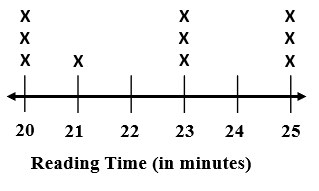 X X X
X X X
X X X X
20 21 22 23 24 25
Reading Time (in minutes)